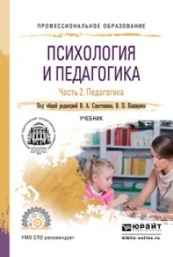 ПРОФЕССИОНАЛЬНОЕ ОБРАЗОВАНИЕ
ПСИХОЛОГИЯ
И ПЕДАГОГИКА
Часть 2. Педагогика
Под общей редакцией В. А. Сластенина, В. П. Каширина
УЧЕБНИК
УМО СПО рекомендует
юрайт
biblio-online.ru